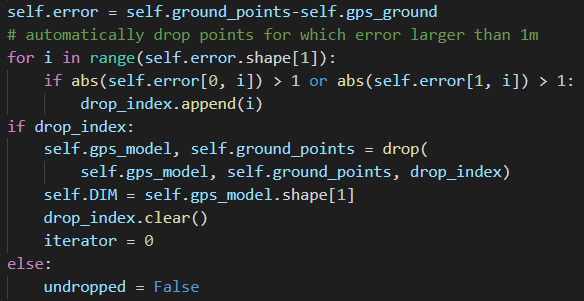 self.error = self.ground_points-self.gps_ground
# automatically drop points for which error larger than 1m
for i in range(self.error.shape[1]):
    if abs(self.error[0, i]) > 1 or abs(self.error[1, i]) > 1:
        drop_index.append(i)
if drop_index:
    self.gps_model, self.ground_points = drop(
        self.gps_model, self.ground_points, drop_index)
    self.DIM = self.gps_model.shape[1]
    drop_index.clear()
    iterator = 0
else:
    undropped = False